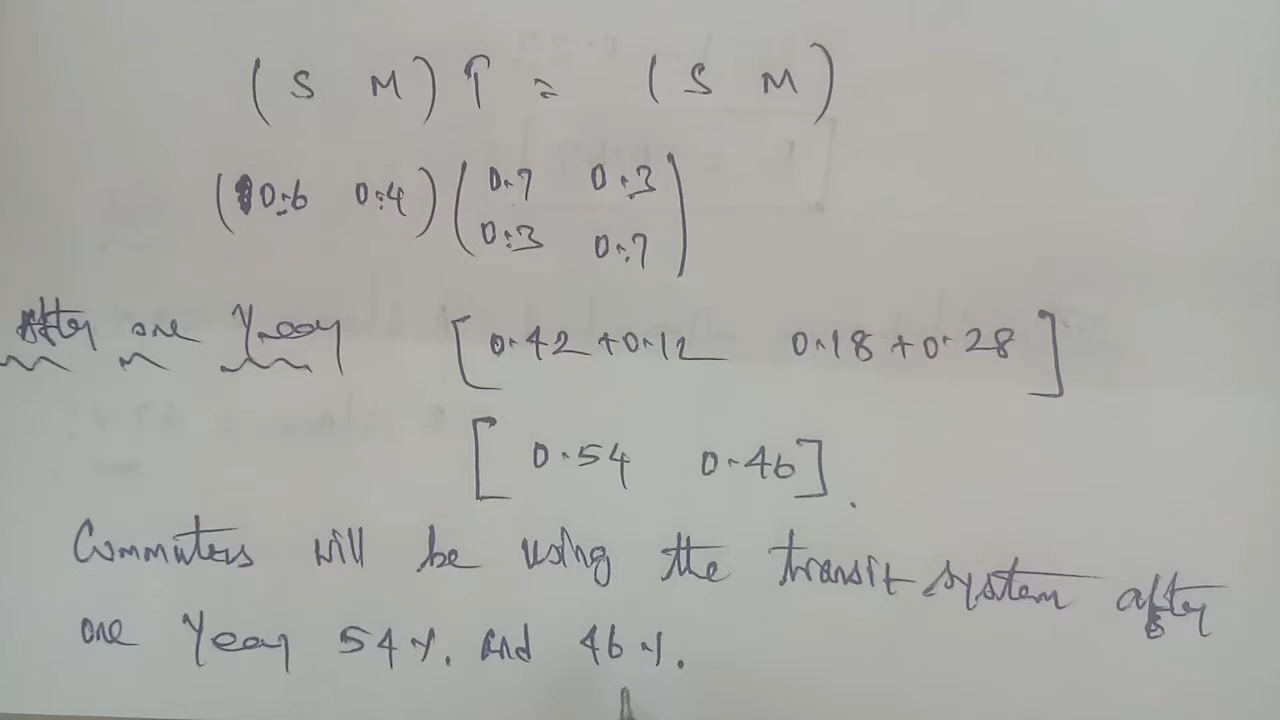 (S M) T = (S M)
(0.6 0.4) (0.7 0.3
0.3 0.7)
After one Year [0.42+0.12 0.18+0.28]
[0.54 0.46].
Commuters will be using the transit system after
one Year 54%. and 46%.